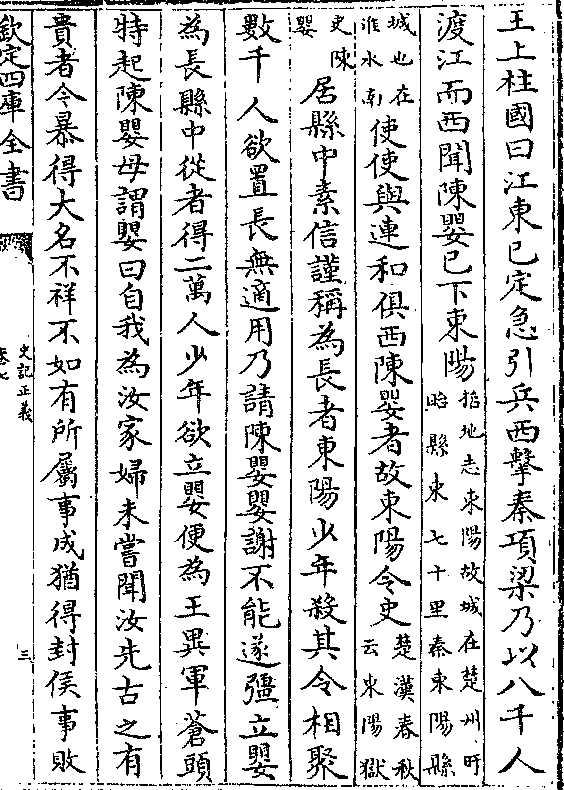 王上柱國曰江東已定急引兵西擊秦項梁乃以八千人
渡江而西聞陳嬰已下東陽括地志東陽故城在楚州盱
眙縣東七十里秦東陽縣
城也在
淮水南使使與連和俱西陳嬰者故東陽令史楚漢春秋
云東陽獄
史陳
嬰居縣中素信謹稱為長者東陽少年殺其令相聚
數千人欲置長無適用乃請陳嬰嬰謝不能遂彊立嬰
為長縣中從者得二萬人少年欲立嬰便為王異軍蒼頭
特起陳嬰母謂嬰曰自我為汝家婦未嘗聞汝先古之有
貴者今暴得大名不祥不如有所屬事成猶得封侯事敗
欽定四庫全書
史記正義
卷七
三